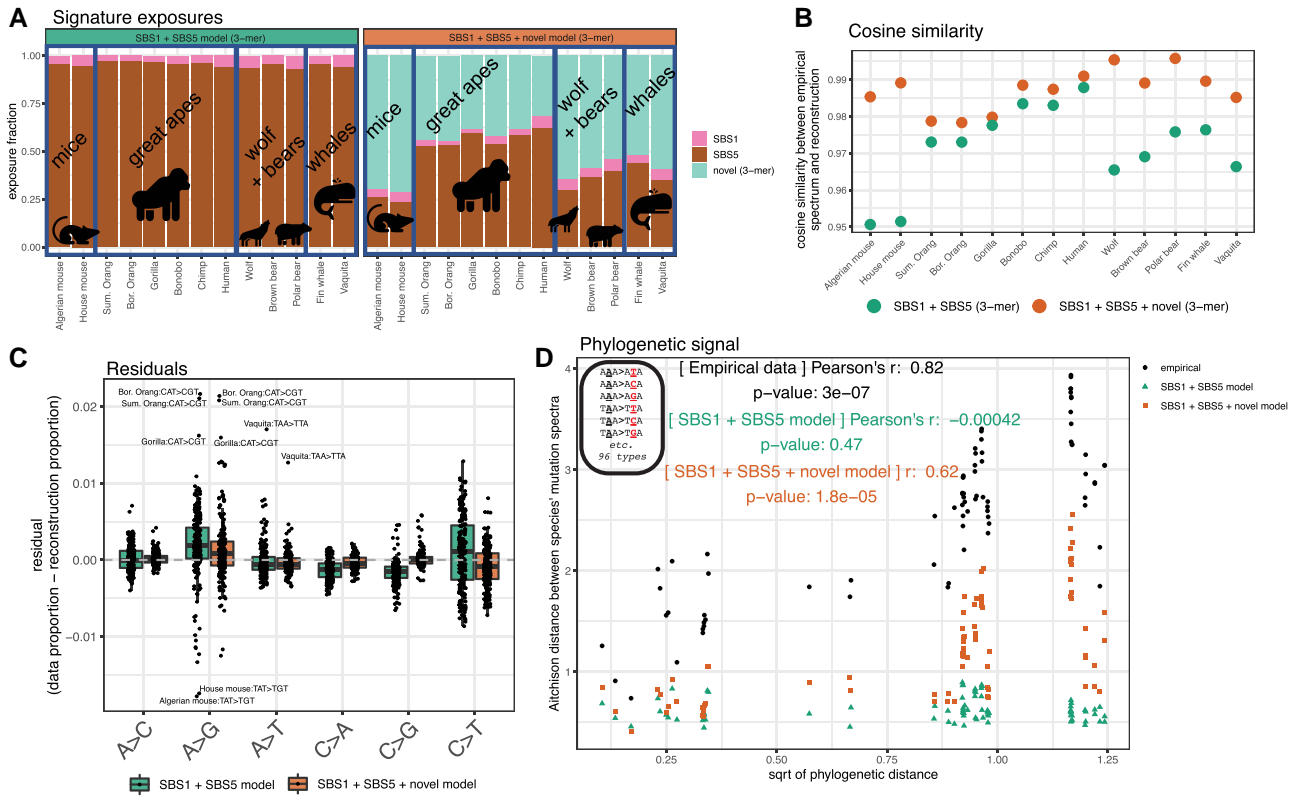 A
Signature exposures
SBS1 + SBS5 model (3−mer)
SBS1 + SBS5 + novel model (3−mer)
exposure fraction
1.00
0.75
0.50
0.25
0.00
mice
great apes
wolf
+ bears
whales
mice
great apes
wolf
+ bears
whales
Algerian mouse
House mouse
Sum. Orang
Bor. Orang
Gorilla
Bonobo
Chimp
Human
Wolf
Brown bear
Polar bear
Fin whale
Vaquita
Algerian mouse
House mouse
Sum. Orang
Bor. Orang
Gorilla
Bonobo
Chimp
Human
Wolf
Brown bear
Polar bear
Fin whale
Vaquita
SBS1
SBS5
novel (3−mer)
B
Cosine similarity
cosine similarity between empirical
spectrum and reconstruction
0.99
0.98
0.97
0.96
0.95
Algerian mouse
House mouse
Sum. Orang
Bor. Orang
Gorilla
Bonobo
Chimp
Human
Wolf
Brown bear
Polar bear
Fin whale
Vaquita
SBS1 + SBS5 (3−mer)
SBS1 + SBS5 + novel (3−mer)
C
Residuals
residual
(data proportion − reconstruction proportion)
0.02
0.01
0.00
−0.01
Bor. Orang:CAT>CGT
Sum. Orang:CAT>CGT
Gorilla:CAT>CGT
Bor. Orang:CAT>CGT
Sum. Orang:CAT>CGT
Gorilla:CAT>CGT
Vaquita:TAA>TTA
Vaquita:TAA>TTA
House mouse:TAT>TGT
Algerian mouse:TAT>TGT
A>C
A>G
A>T
C>A
C>G
C>T
SBS1 + SBS5 model
SBS1 + SBS5 + novel model
D
Phylogenetic signal
Aitchison distance between species' mutation spectra
4
3
2
1
AAA>ATA
AAA>ACA
AAA>AGA
AAA>TTA
AAA>TCA
AAA>TGA
etc.
96 types
[ Empirical data ] Pearson's r: 0.82
p−value: 3e−07
[ SBS1 + SBS5 model ] Pearson's r: −0.00042
p−value: 0.47
[ SBS1 + SBS5 + novel model ] r: 0.62
p−value: 1.8e−05
0.25
0.50
0.75
1.00
1.25
sqrt of phylogenetic distance
empirical
SBS1 + SBS5 model
SBS1 + SBS5 + novel model